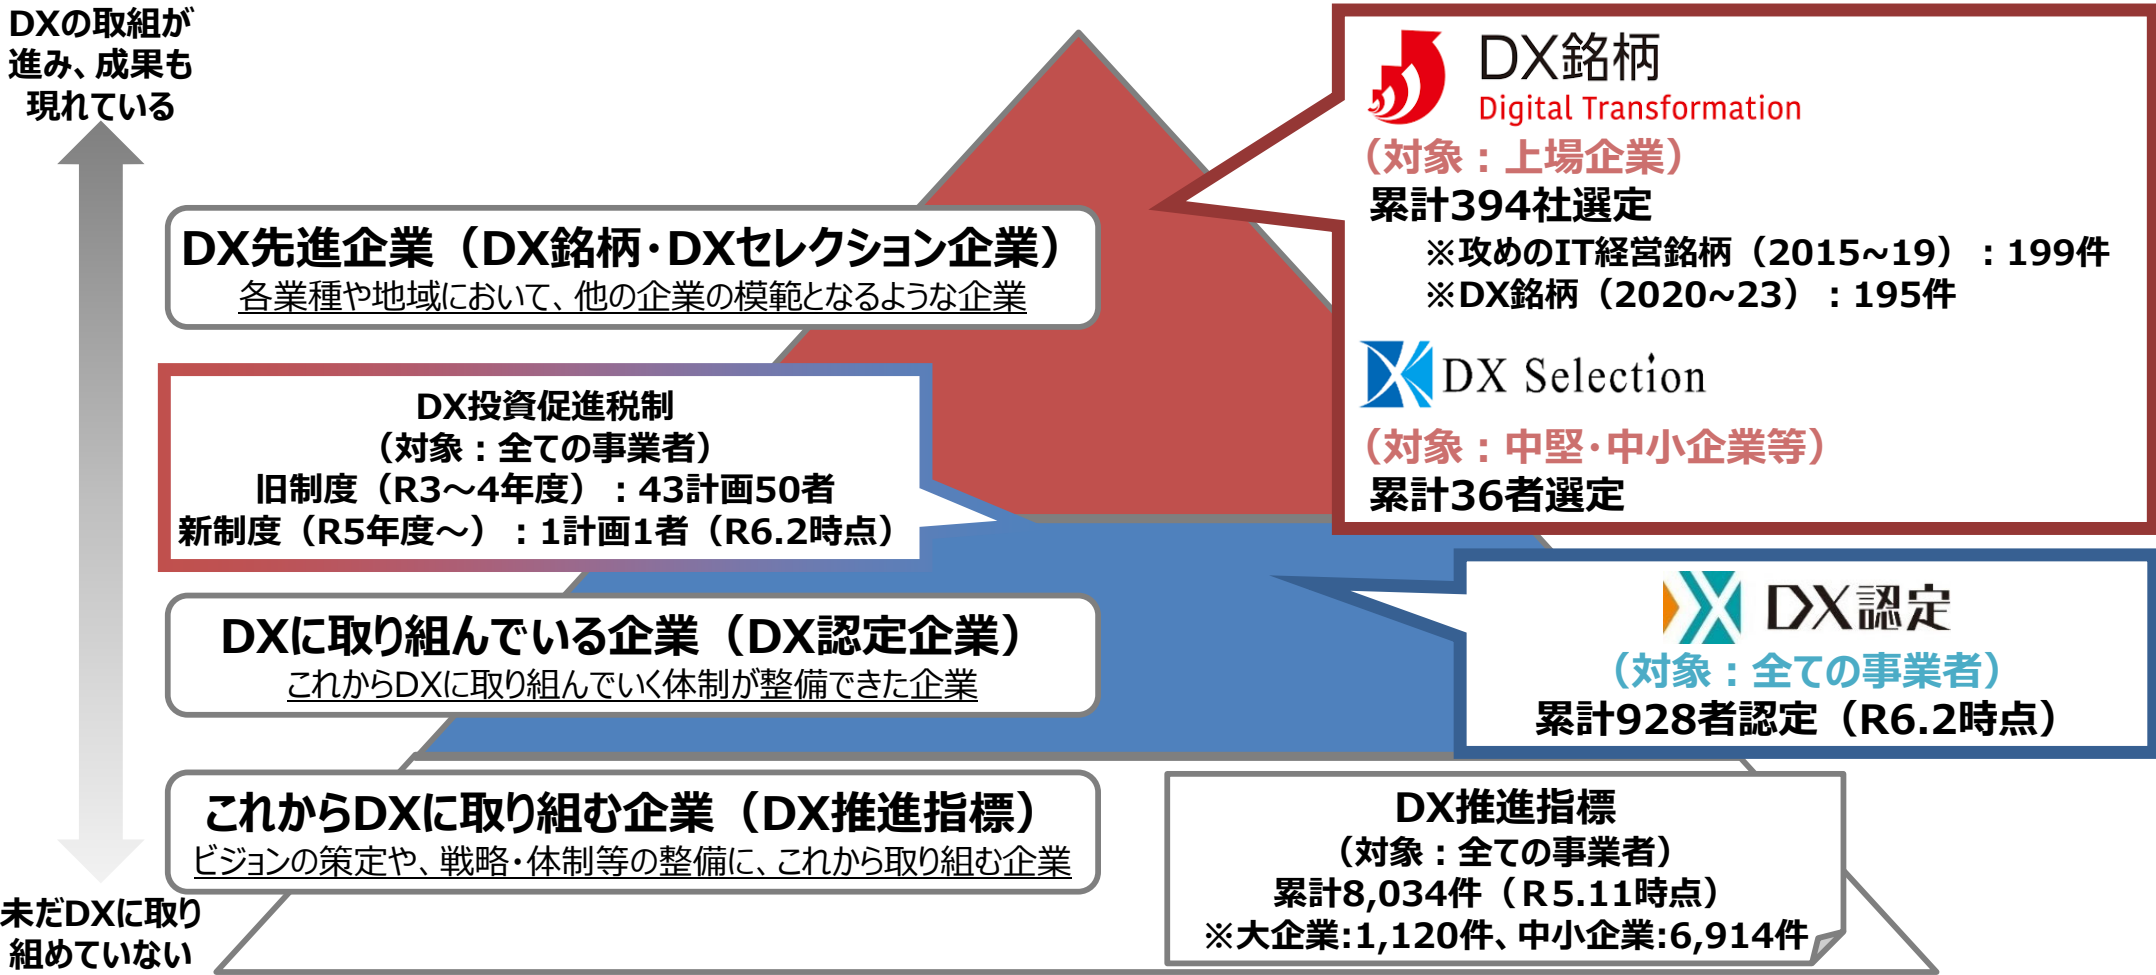 DXの取組が
進み、成果も
現れている
DX先進企業（DX銘柄・DXセレクション企業）
各業種や地域において、他の企業の模範となるような企業
DX投資促進税制
（対象：全ての事業者）
旧制度（R3～4年度）：43計画50者
新制度（R5年度～）：1計画1者（R6.2時点）
DXに取り組んでいる企業（DX認定企業）
これからDXに取り組んでいく体制が整備できた企業
これからDXに取り組む企業（DX推進指標）
ビジョンの策定や、戦略・体制等の整備に、これから取り組む企業
未だDXに取り
組めていない
DX銘柄
Digital Transformation
（対象：上場企業）
累計394社選定
※攻めのIT経営銘柄（2015~19）：199件
※DX銘柄（2020~23）：195件
DX Selection
（対象：中堅・中小企業等）
累計36者選定
DX認定
（対象：全ての事業者）
累計928者認定（R6.2時点）
DX推進指標
（対象：全ての事業者）
累計8,034件（Ｒ5.11時点）
※大企業:1,120件、中小企業:6,914件